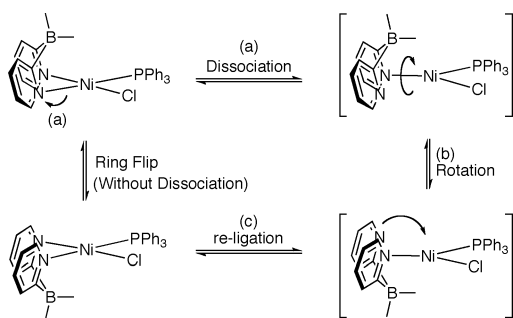 B
(a)
Dissociation
N
N
Ni
PPh3
Cl
(a)
B
N
N
Ni
PPh3
Cl
Ring Flip
(Without Dissociation)
(b)
Rotation
N
N
Ni
PPh3
Cl
B
(c)
re-ligation
N
N
Ni
PPh3
Cl
B